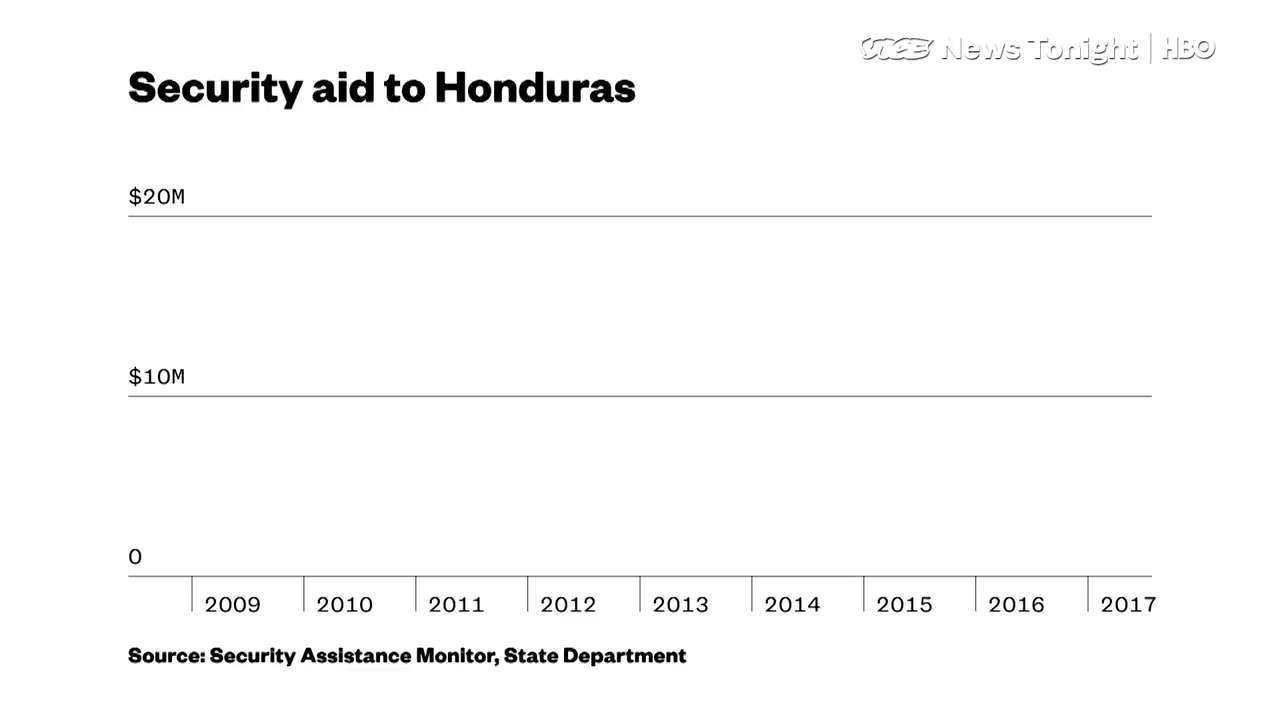 VICE News Tonight | HBO
Security aid to Honduras
$20M
$10M
0
2009 2010 2011 2012 2013 2014 2015 2016 2017
Source: Security Assistance Monitor, State Department